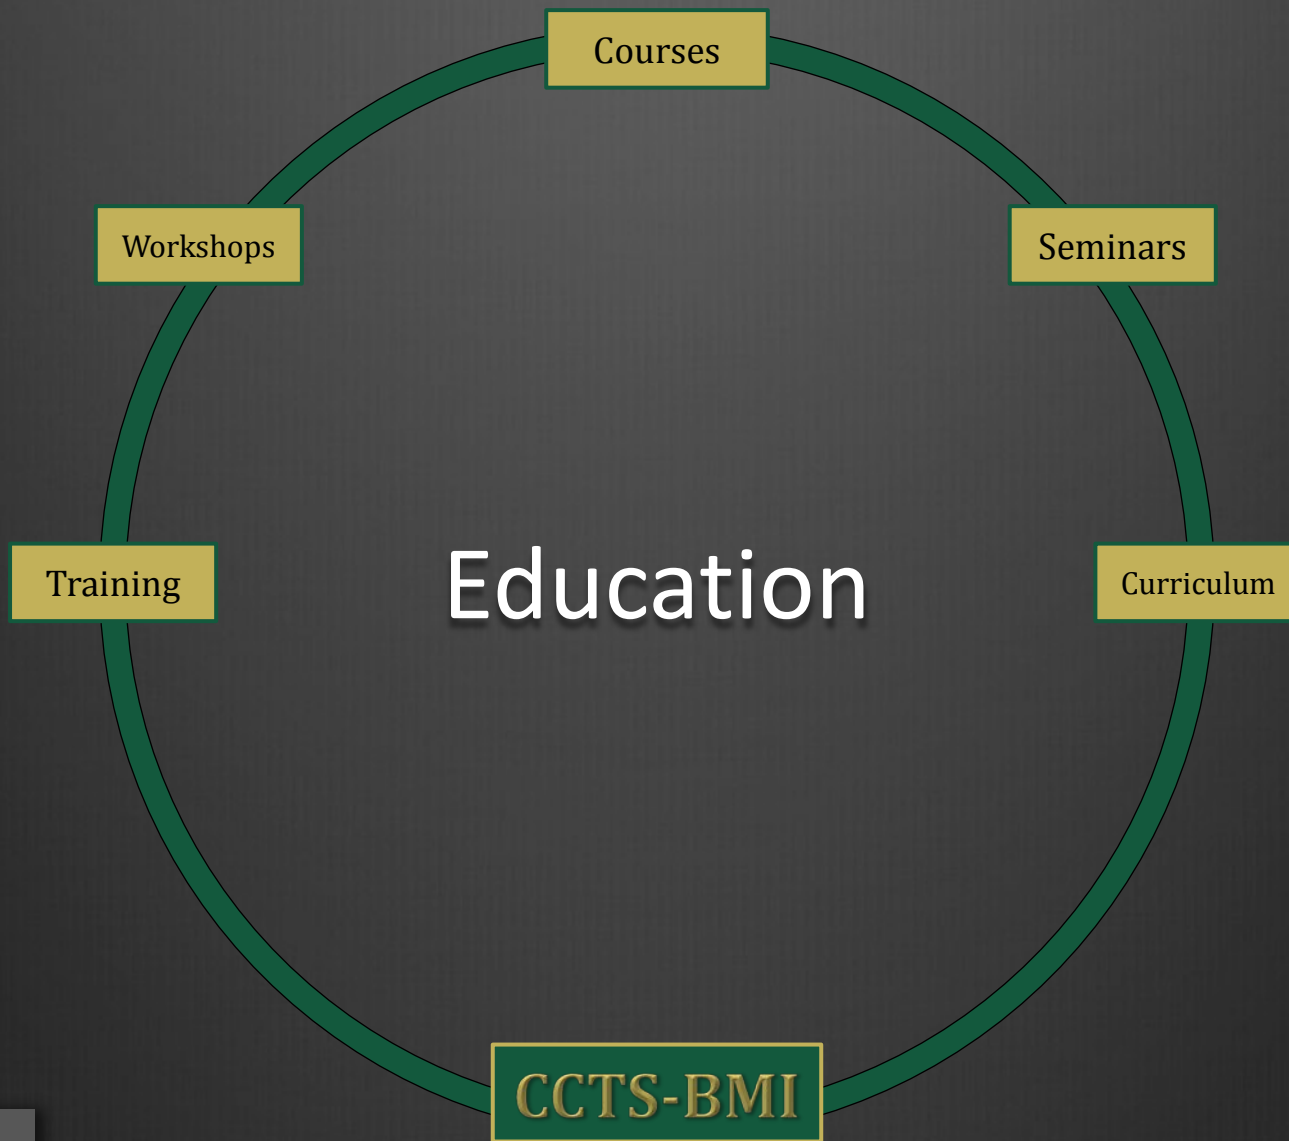 Courses
Workshops
Seminars
Training
Education
Curriculum
CCTS-BMI